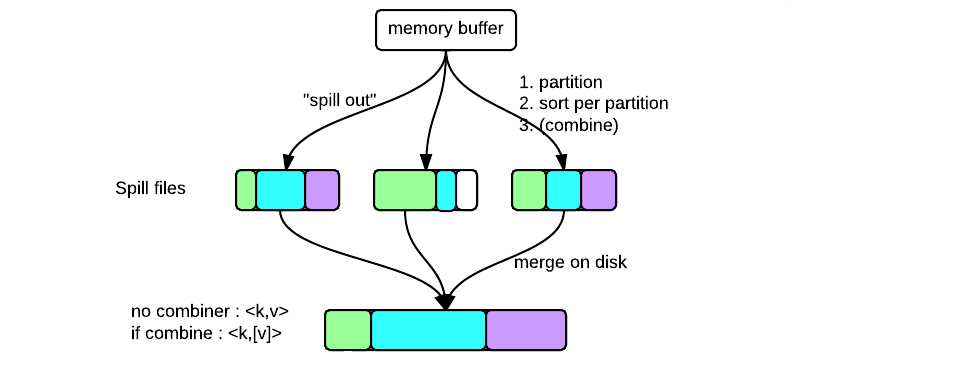 memory buffer
"spill out"
1. partition
2. sort per partition
3. (combine)
Spill files
merge on disk
no combiner : <k,v>
if combine : <k,[v]>